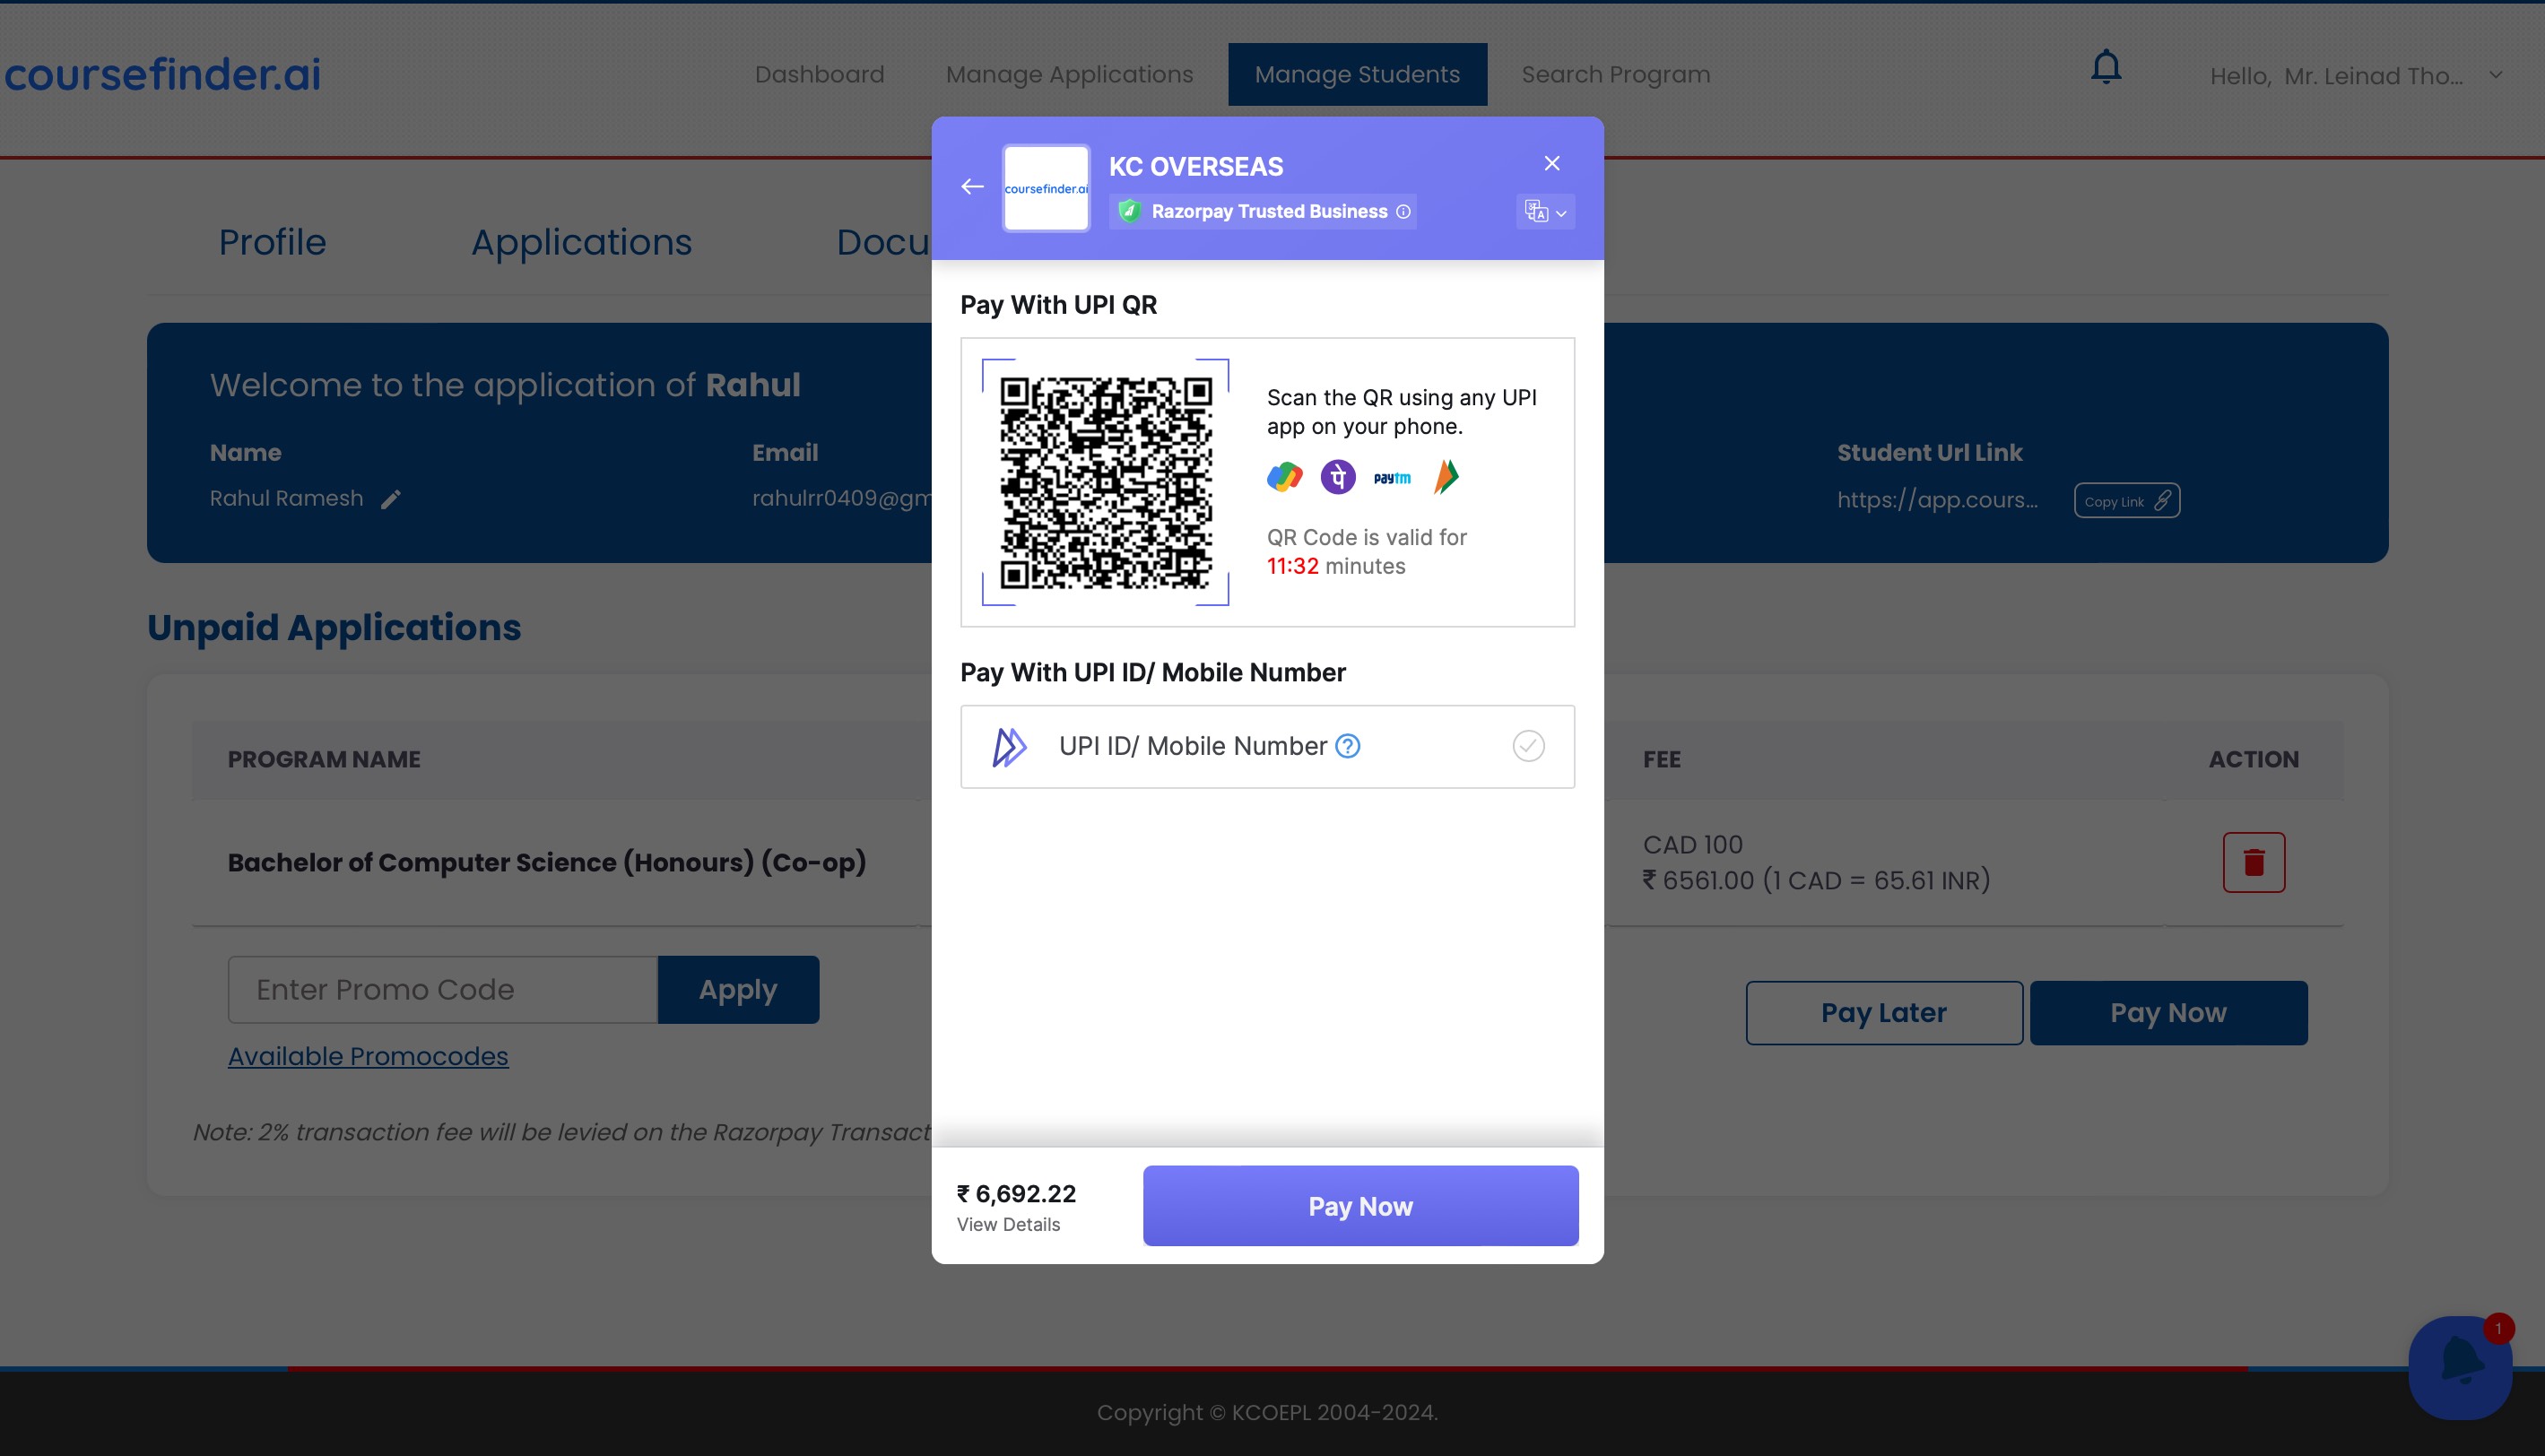 coursefinder.ai
Dashboard
Manage Applications
Manage Students
Search Program
Hello, Mr. Leinad Tho...
Profile
Applications
Docu
Welcome to the application of Rahul
Name
Email
Student Url Link
Rahul Ramesh
rahulrr0409@gm
https://app.cours...
Copy Link
Unpaid Applications
PROGRAM NAME
FEE
ACTION
Bachelor of Computer Science (Honours) (Co-op)
CAD 100
₹ 6561.00 (1 CAD = 65.61 INR)
Enter Promo Code
Apply
Available Promocodes
Pay Later
Pay Now
Note: 2% transaction fee will be levied on the Razorpay Transact
coursefinder.ai
KC OVERSEAS
Razorpay Trusted Business
Pay With UPI QR
Scan the QR using any UPI
app on your phone.
पे
paytm
QR Code is valid for
11:32 minutes
Pay With UPI ID/ Mobile Number
UPI ID/ Mobile Number
₹ 6,692.22
View Details
Pay Now
1
Copyright © KCOEPL 2004-2024.